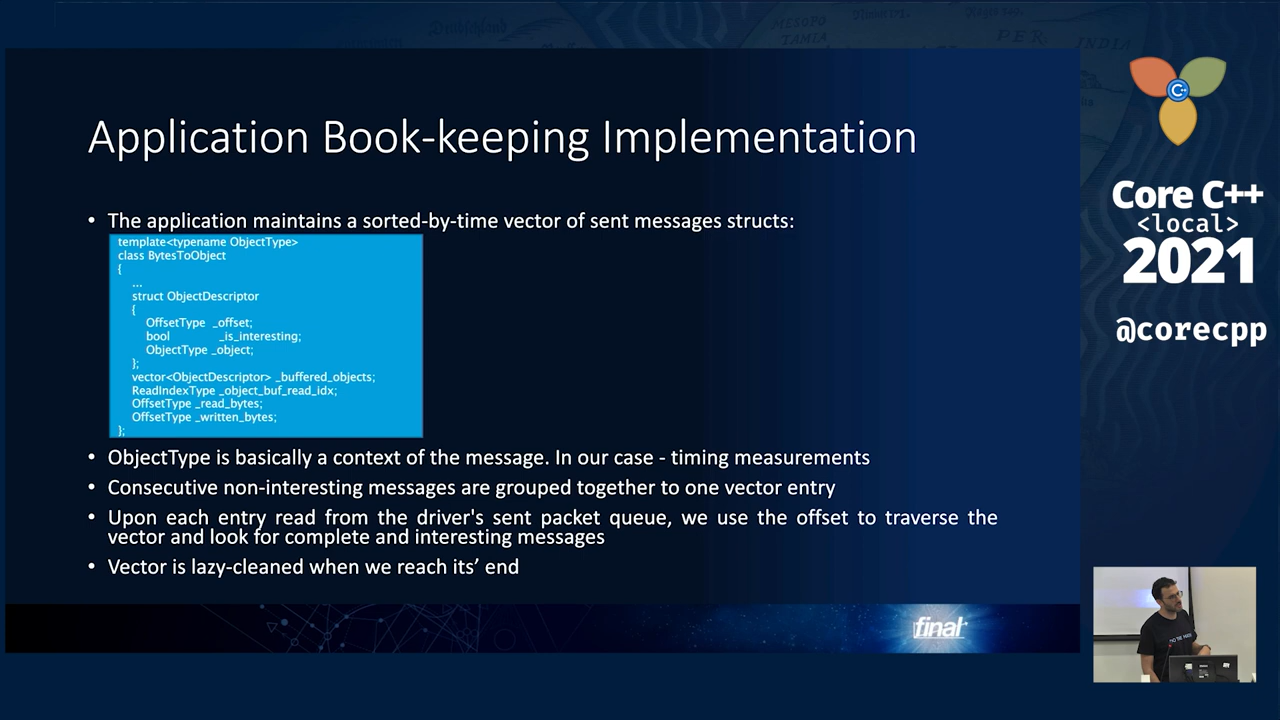 Deutschland
MESOPO
TAMIA
PER
INDIA
Application Book-keeping Implementation
• The application maintains a sorted-by-time vector of sent messages structs:
template<typename ObjectType>
class BytesToObject
{
...
struct ObjectDescriptor
{
OffsetType _offset;
bool _is_interesting;
ObjectType _object;
};
vector<ObjectDescriptor> _buffered_objects;
ReadIndexType _object_buf_read_idx;
OffsetType _read_bytes;
OffsetType _written_bytes;
};
• ObjectType is basically a context of the message. In our case - timing measurements
• Consecutive non-interesting messages are grouped together to one vector entry
• Upon each entry read from the driver's sent packet queue, we use the offset to traverse the
vector and look for complete and interesting messages
• Vector is lazy-cleaned when we reach its’ end
final
C++
Core C++
<local>
2021
@corecpp